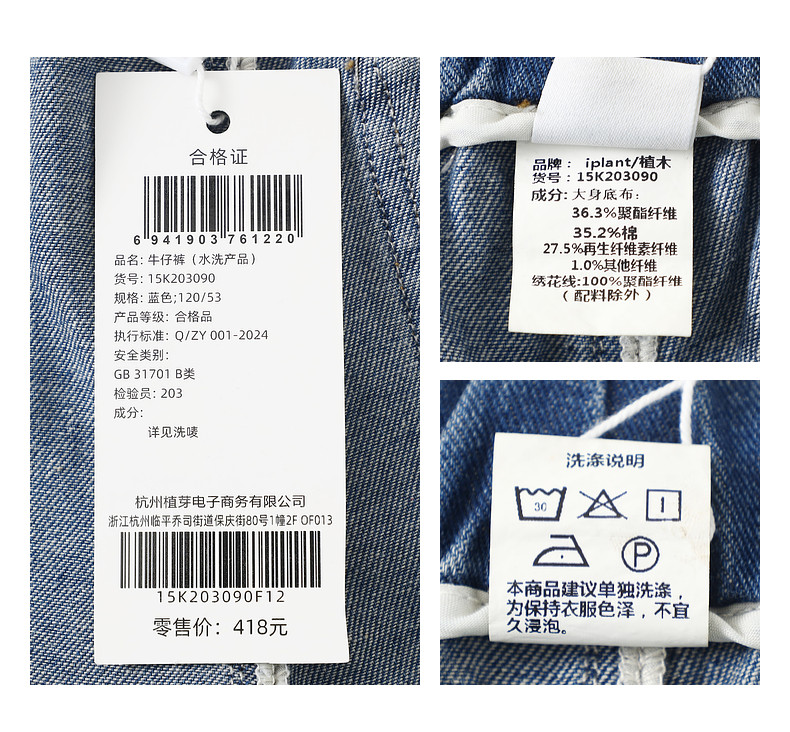 合格证
6 941903 761220
品名: 牛仔裤（水洗产品）
货号: 15K203090
规格: 蓝色;120/53
产品等级: 合格品
执行标准: Q/ZY 001-2024
安全类别:
GB 31701 B类
检验员: 203
成分:
详见洗唛
杭州植芽电子商务有限公司
浙江杭州临平乔司街道保庆街80号1幢2F OF013
15K203090F12
零售价: 418元
品牌： iplant/植木
货号：15K203090
成分: 大身底布：
36.3%聚酯纤维
35.2%棉
27.5%再生纤维素纤维
1.0%其他纤维
绣花线:100%聚酯纤维
（配料除外）
洗涤说明
30
P
本商品建议单独洗涤，
为保持衣服色泽，不宜
久浸泡。